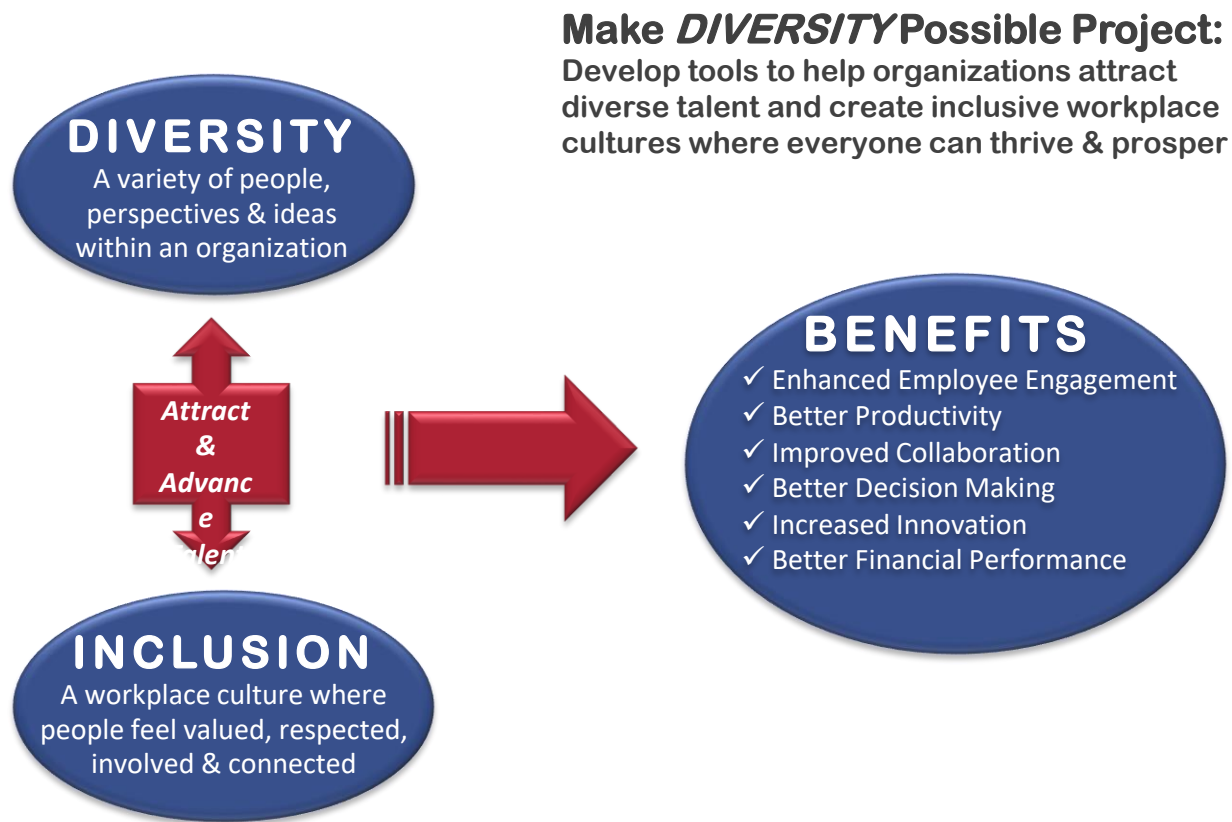 Make DIVERSITY Possible Project:
Develop tools to help organizations attract
diverse talent and create inclusive workplace
cultures where everyone can thrive & prosper
DIVERSITY
A variety of people,
perspectives & ideas
within an organization
Attract
&
Advanc
e
Talent
INCLUSION
A workplace culture where
people feel valued, respected,
involved & connected
BENEFITS
✓ Enhanced Employee Engagement
✓ Better Productivity
✓ Improved Collaboration
✓ Better Decision Making
✓ Increased Innovation
✓ Better Financial Performance